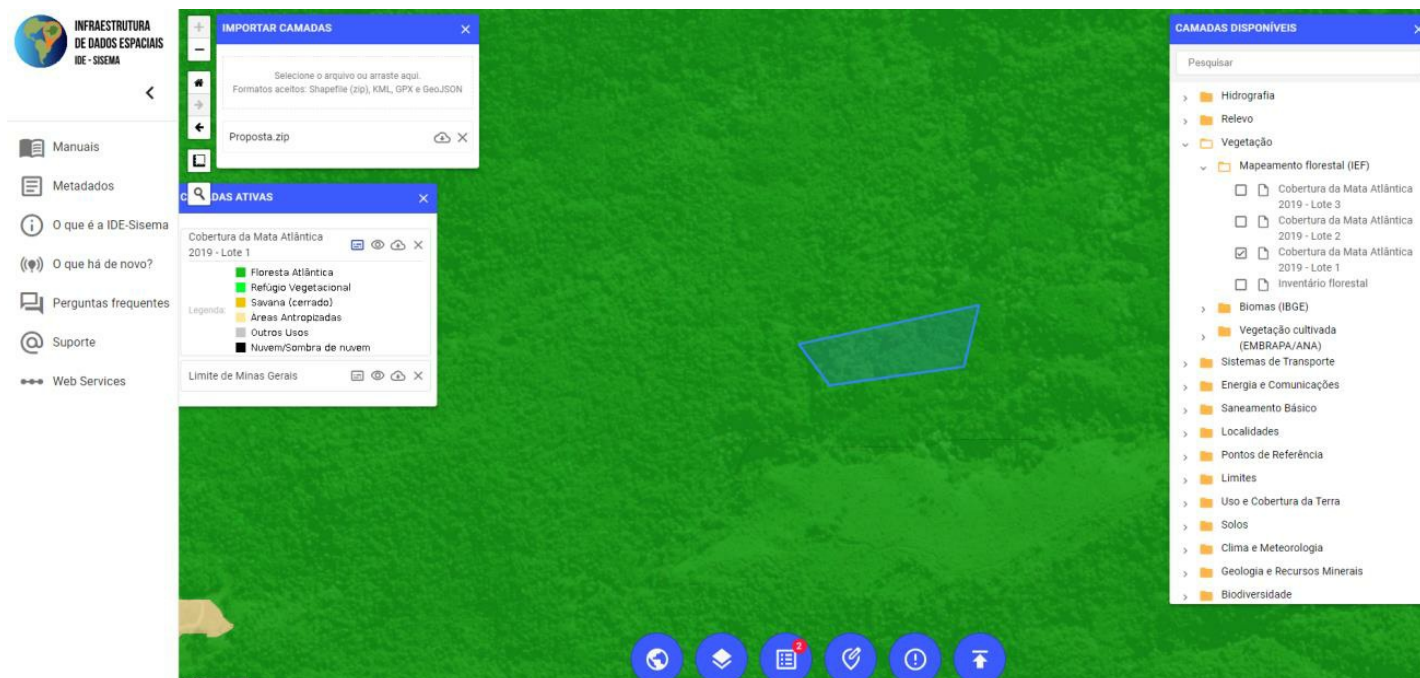 INFRAESTRUTURA
DE DADOS ESPACIAIS
IDE - SISEMA
Manuais
Metadados
O que é a IDE-Sisema
O que há de novo?
Perguntas frequentes
Suporte
Web Services
IMPORTAR CAMADAS
Selecione o arquivo ou arraste aqui.
Formatos aceitos: Shapefile (zip), KML, GPX e GeoJSON
Proposta.zip
C
DAS ATIVAS
Cobertura da Mata Atlântica
2019 - Lote 1
Legenda:
Floresta Atlântica
Refúgio Vegetacional
Savana (cerrado)
Áreas Antropizadas
Outros Usos
Nuvem/Sombra de nuvem
Limite de Minas Gerais
2
CAMADAS DISPONÍVEIS
Pesquisar
Hidrografia
Relevo
Vegetação
Mapeamento florestal (IEF)
Cobertura da Mata Atlântica
2019 - Lote 3
Cobertura da Mata Atlântica
2019 - Lote 2
Cobertura da Mata Atlântica
2019 - Lote 1
Inventário florestal
Biomas (IBGE)
Vegetação cultivada
(EMBRAPA/ANA)
Sistemas de Transporte
Energia e Comunicações
Saneamento Básico
Localidades
Pontos de Referência
Limites
Uso e Cobertura da Terra
Solos
Clima e Meteorologia
Geologia e Recursos Minerais
Biodiversidade